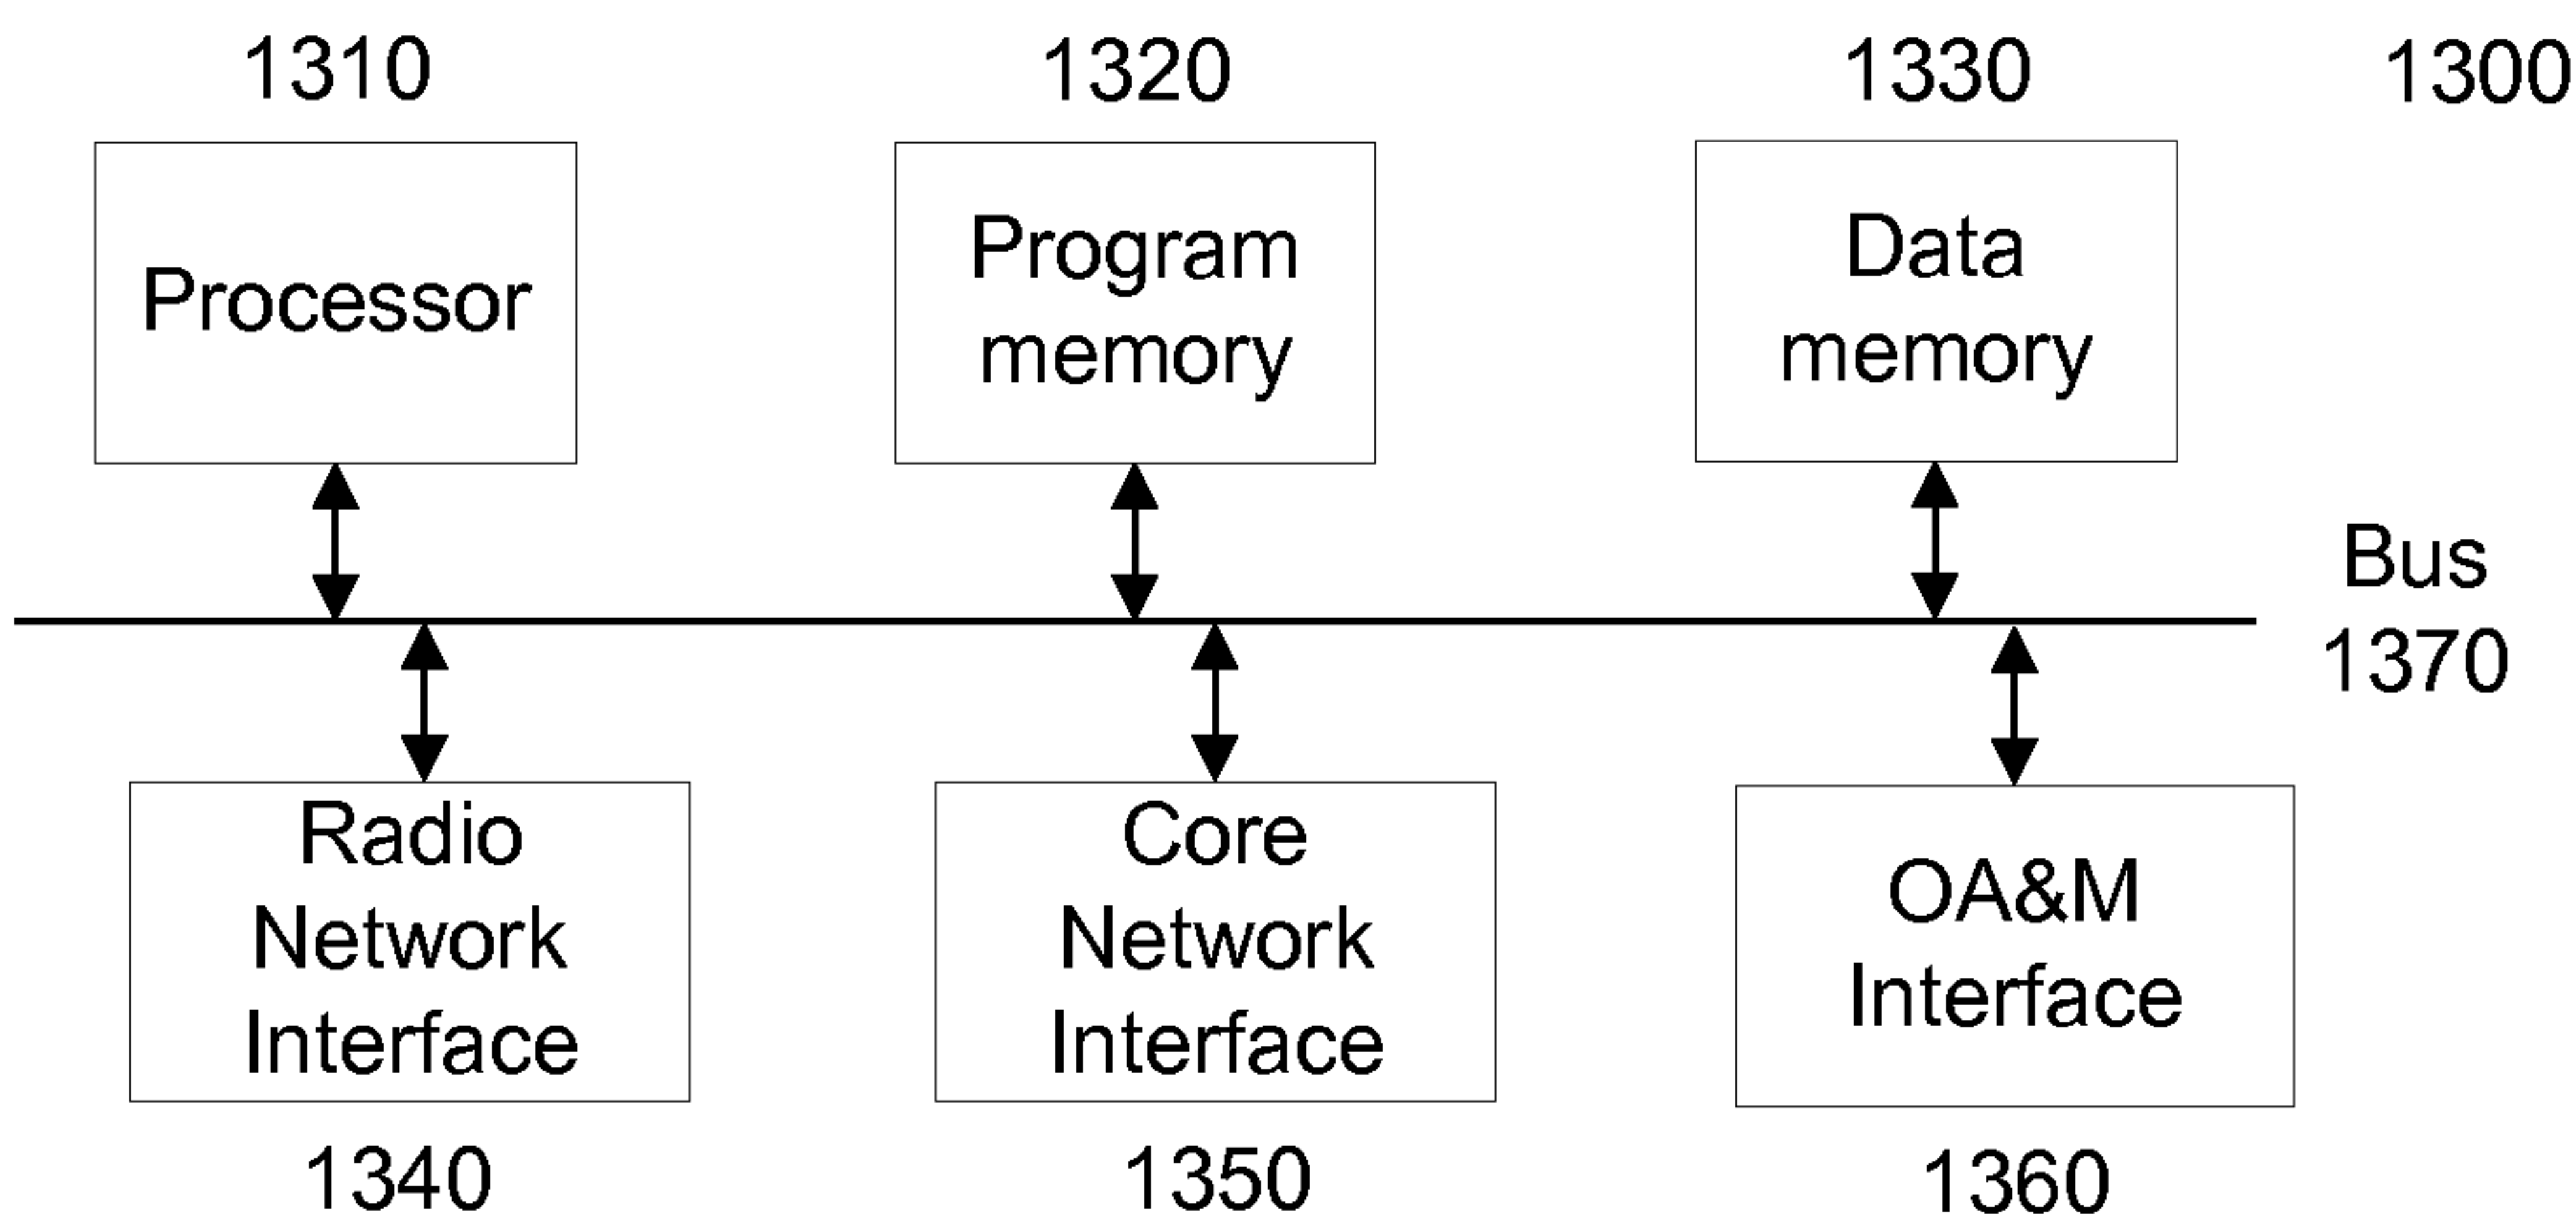 1310
1320
1330
1300
Processor
Program
memory
Data
memory
Bus
1370
Radio
Network
Interface
Core
Network
Interface
OA&M
Interface
1340
1350
1360